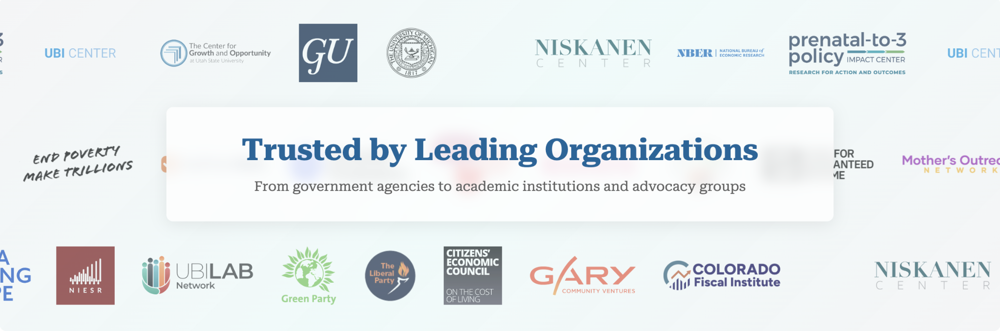 3
R
S
UBI CENTER
The Center for
Growth and Opportunity
at Utah State University
GU
THE UNIVERSITY OF MICHIGAN
1817
NISKANEN
CENTER
NBER
NATIONAL BUREAU of
ECONOMIC RESEARCH
prenatal-to-3
policy
IMPACT CENTER
RESEARCH FOR ACTION AND OUTCOMES
UBI CENT
END POVERTY
MAKE TRILLIONS
Trusted by Leading Organizations
From government agencies to academic institutions and advocacy groups
FOR
ANTEED
ME
Mother's Outrea
NETWORK
A
NG
PE
NIESR
UBILAB
Network
Green Party
The
Liberal
Party
CITIZENS'
ECONOMIC
COUNCIL
ON THE COST
OF LIVING
GARY
COMMUNITY VENTURES
COLORADO
Fiscal Institute
NISKANEN
CENTER